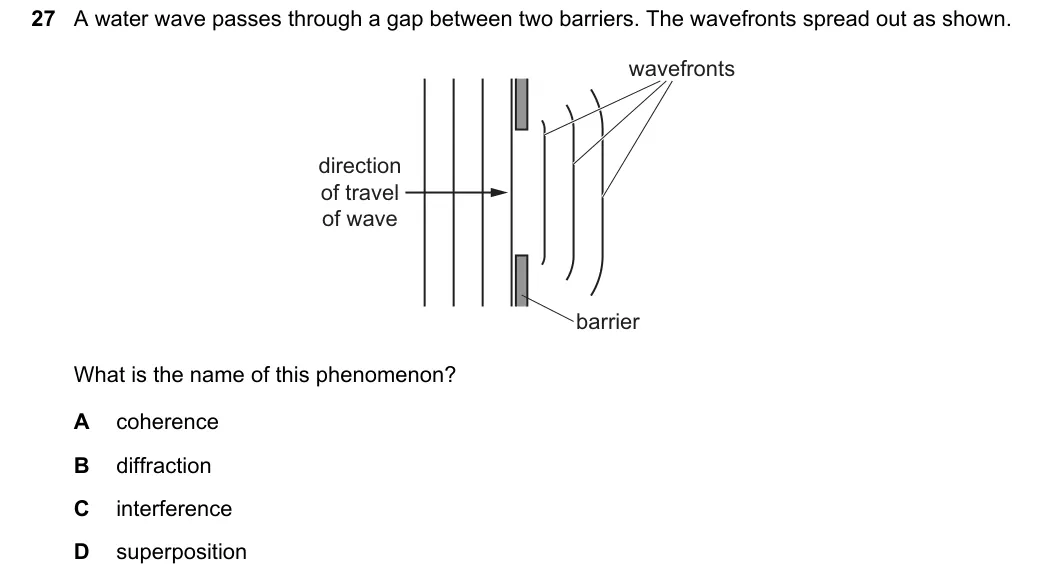 27 A water wave passes through a gap between two barriers. The wavefronts spread out as shown.
wavefronts
direction
of travel
of wave
barrier
What is the name of this phenomenon?
A coherence
B diffraction
C interference
D superposition